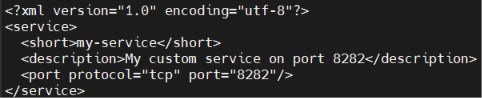 <?xml version="1.0" encoding="utf-8"?>
<service>
  <short>my-service</short>
  <description>My custom service on port 8282</description>
  <port protocol="tcp" port="8282"/>
</service>